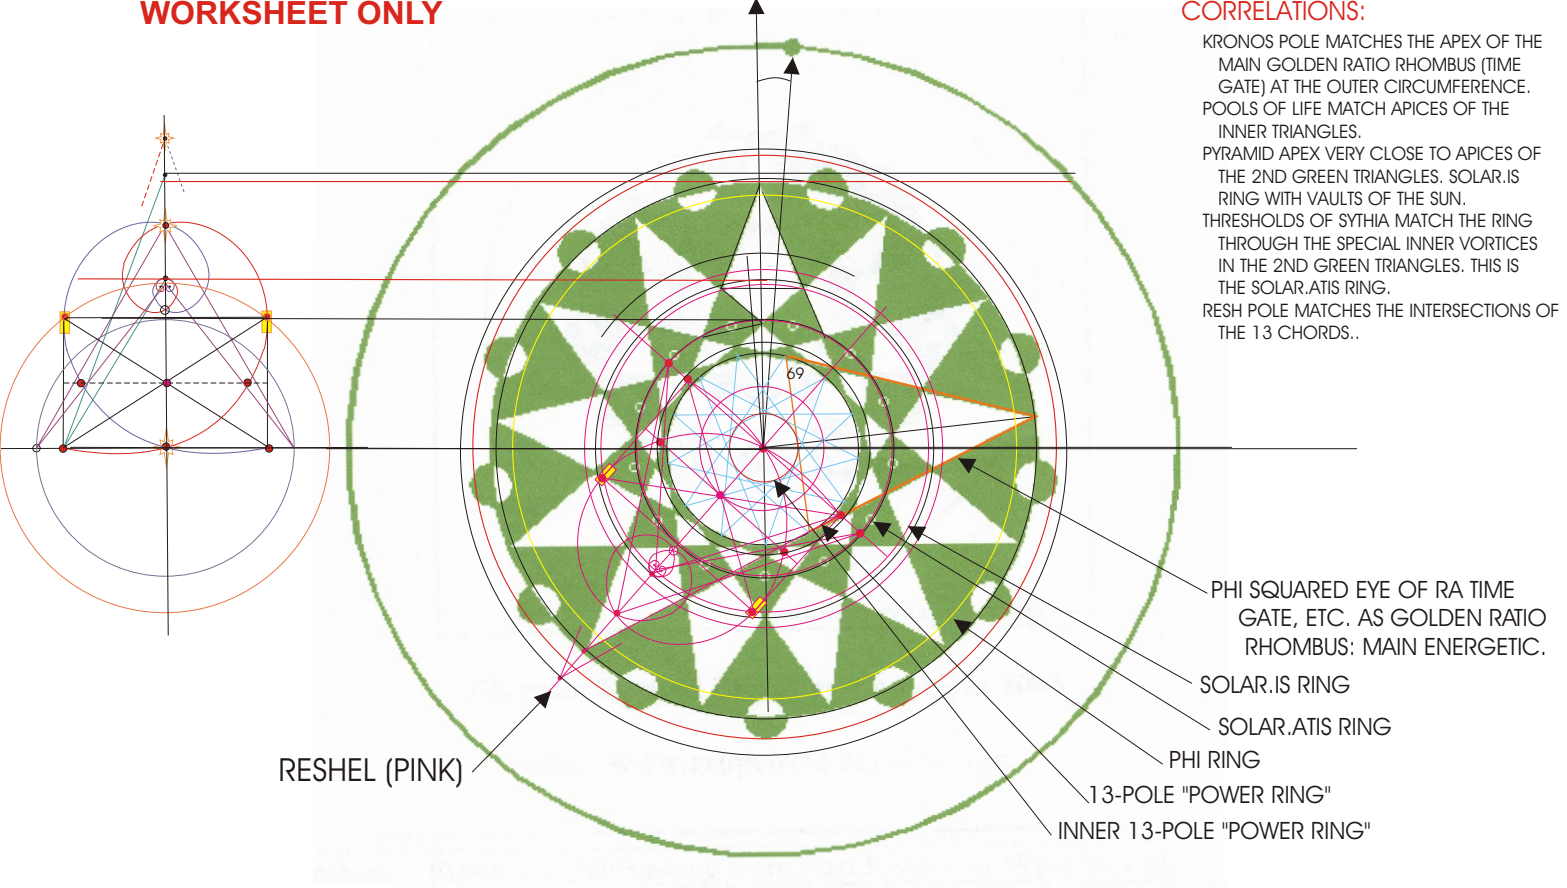 WORKSHEET ONLY
CORRELATIONS:
KRONOS POLE MATCHES THE APEX OF THE
MAIN GOLDEN RATIO RHOMBUS (TIME
GATE) AT THE OUTER CIRCUMFERENCE.
POOLS OF LIFE MATCH APICES OF THE
INNER TRIANGLES.
PYRAMID APEX VERY CLOSE TO APICES OF
THE 2ND GREEN TRIANGLES. SOLAR.IS
RING WITH VAULTS OF THE SUN.
THRESHOLDS OF SYTHIA MATCH THE RING
THROUGH THE SPECIAL INNER VORTICES
IN THE 2ND GREEN TRIANGLES. THIS IS
THE SOLAR.ATIS RING.
RESH POLE MATCHES THE INTERSECTIONS OF
THE 13 CHORDS..
69
PHI SQUARED EYE OF RA TIME
GATE, ETC. AS GOLDEN RATIO
RHOMBUS: MAIN ENERGETIC.
SOLAR.IS RING
SOLAR.ATIS RING
PHI RING
RESHEL (PINK)
13-POLE "POWER RING"
INNER 13-POLE "POWER RING"